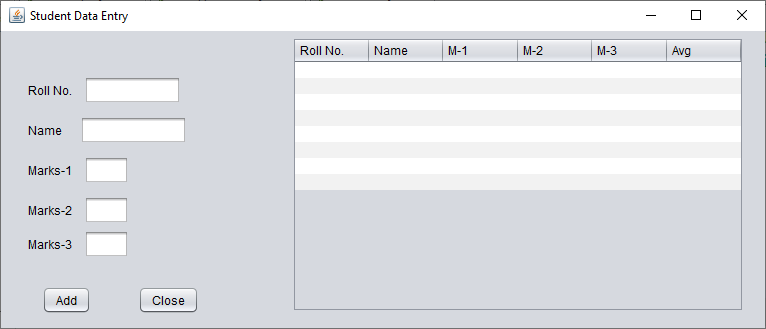 Student Data Entry
Roll No. Name M-1 M-2 M-3 Avg
Roll No.
Name
Marks-1
Marks-2
Marks-3
Add Close